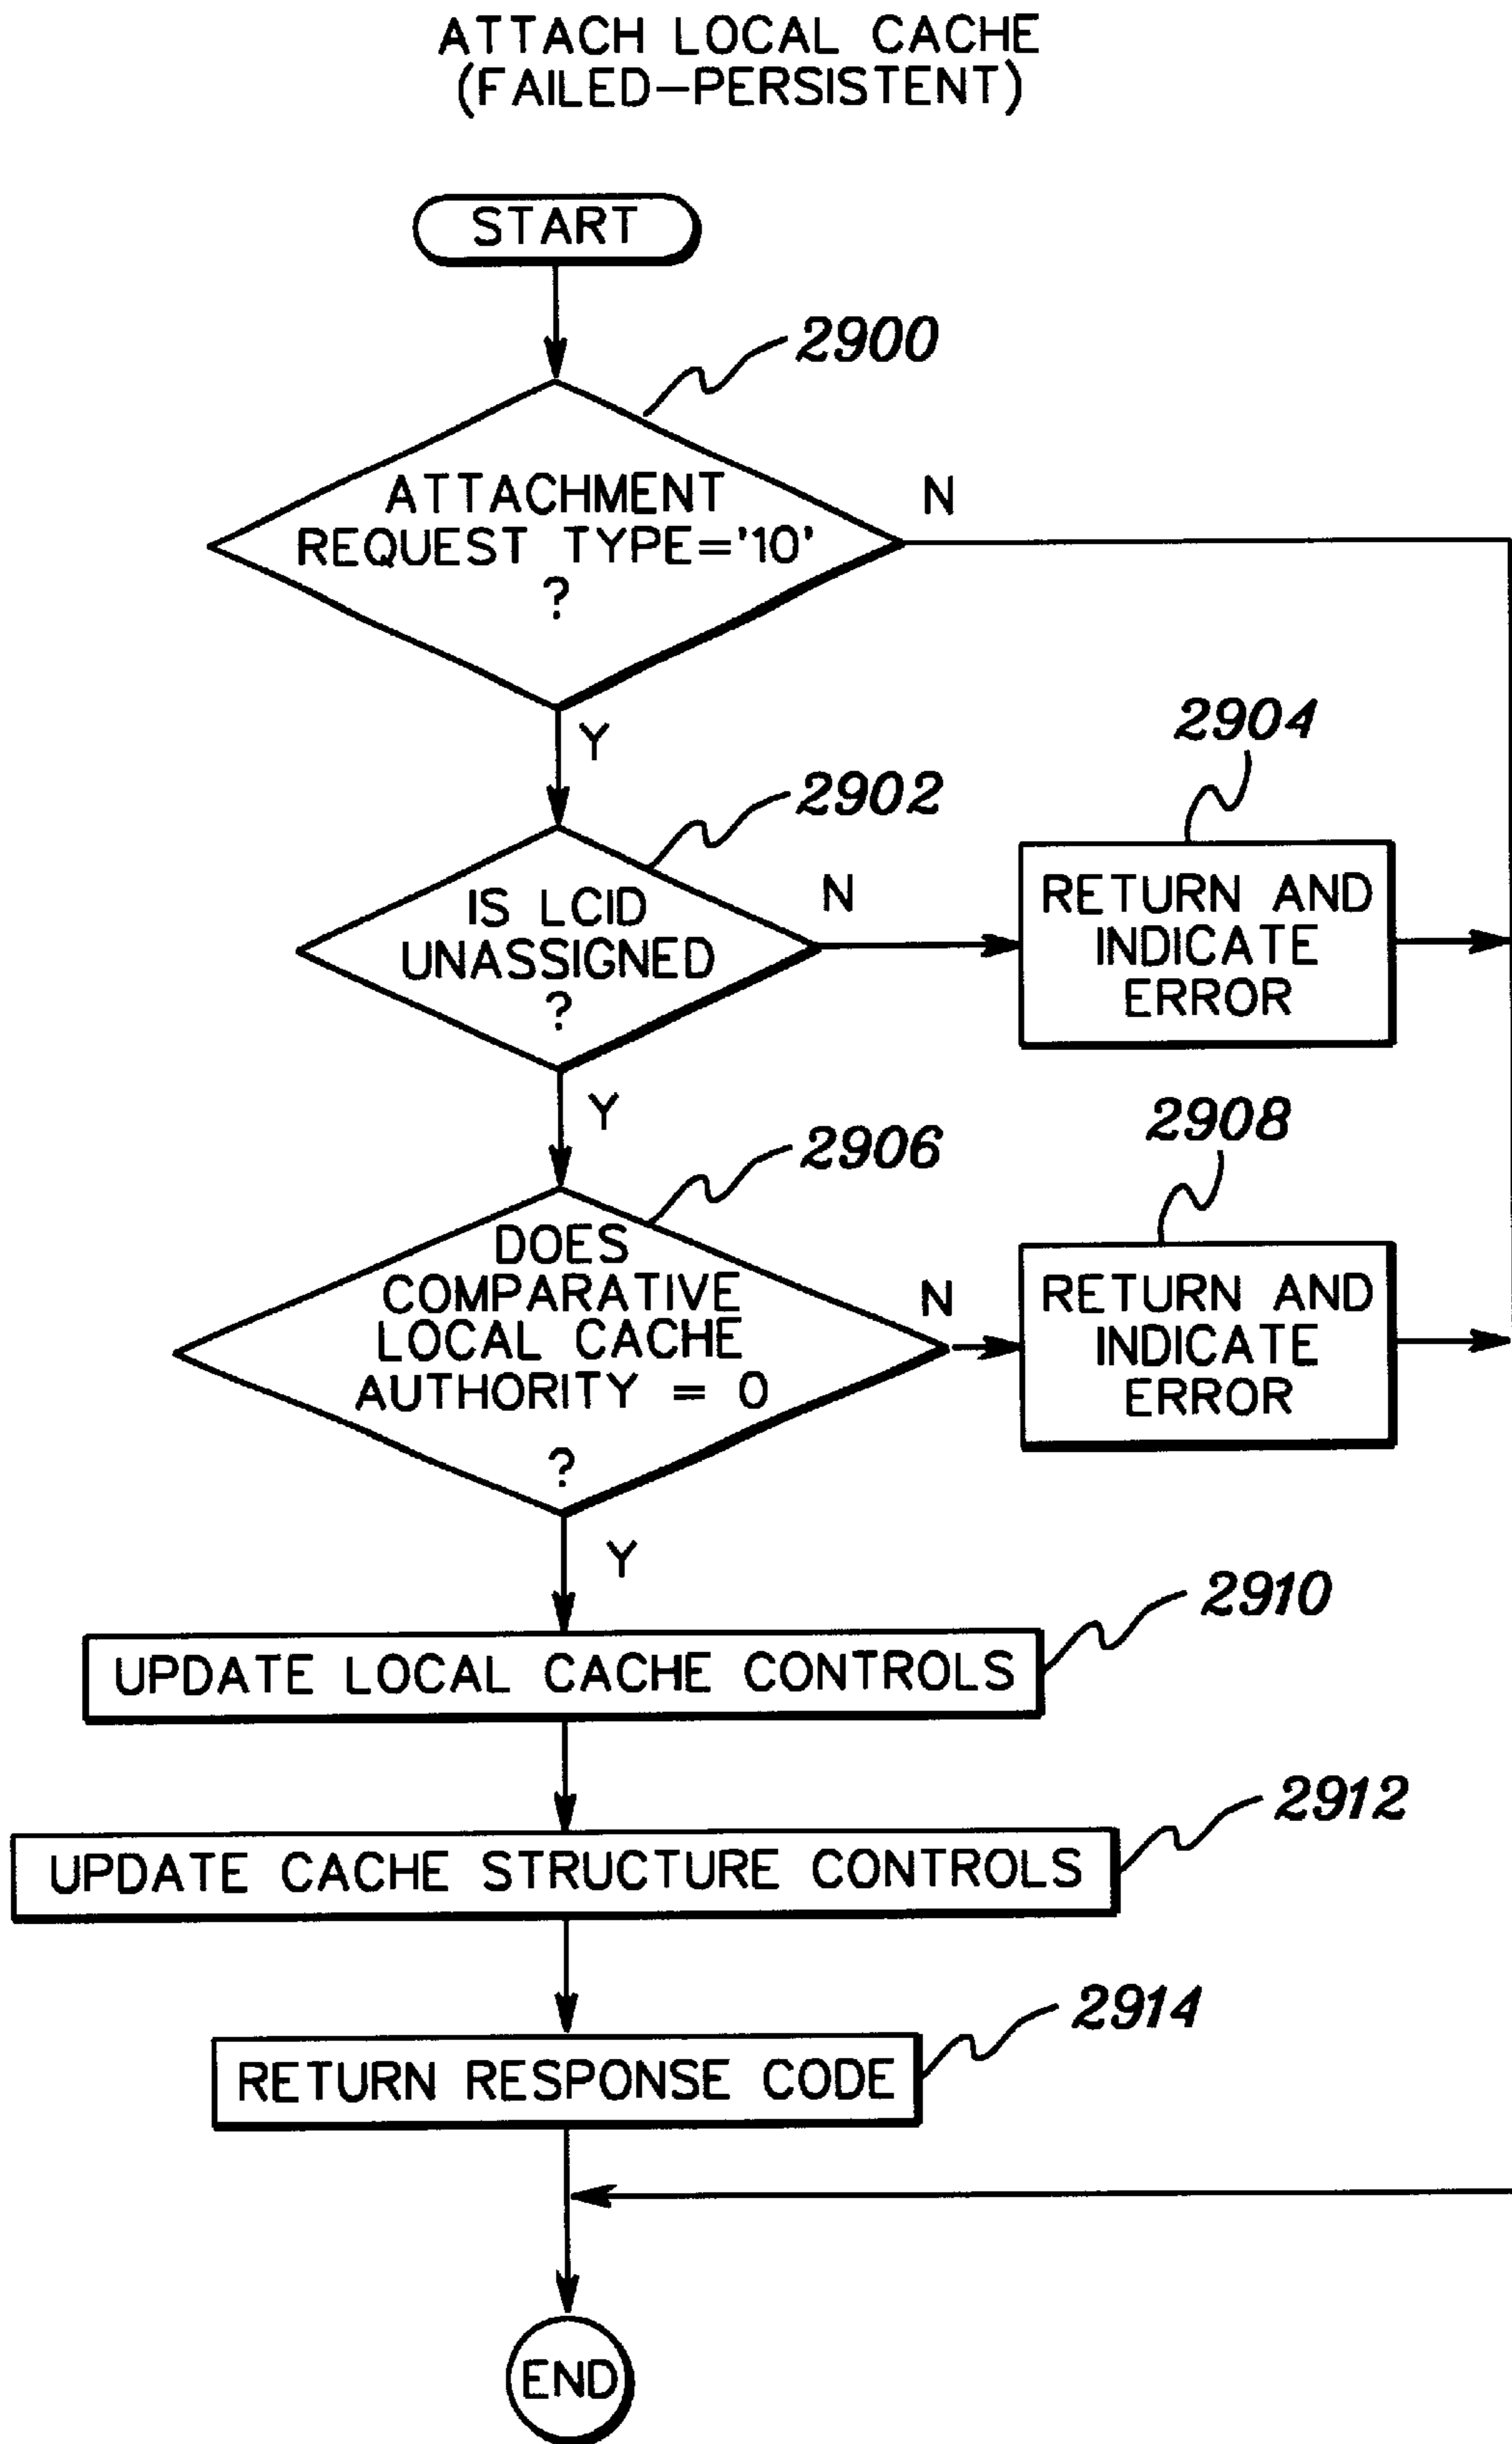 ATTACH LOCAL CACHE
(FAILED-PERSISTENT)
START
2900
ATTACHMENT
REQUEST TYPE='10'
?
N
Y
2902
2904
IS LCID
UNASSIGNED
?
N
RETURN AND
INDICATE
ERROR
Y
2906
2908
DOES
COMPARATIVE
LOCAL CACHE
AUTHORITY = 0
?
N
RETURN AND
INDICATE
ERROR
Y
2910
UPDATE LOCAL CACHE CONTROLS
2912
UPDATE CACHE STRUCTURE CONTROLS
2914
RETURN RESPONSE CODE
END